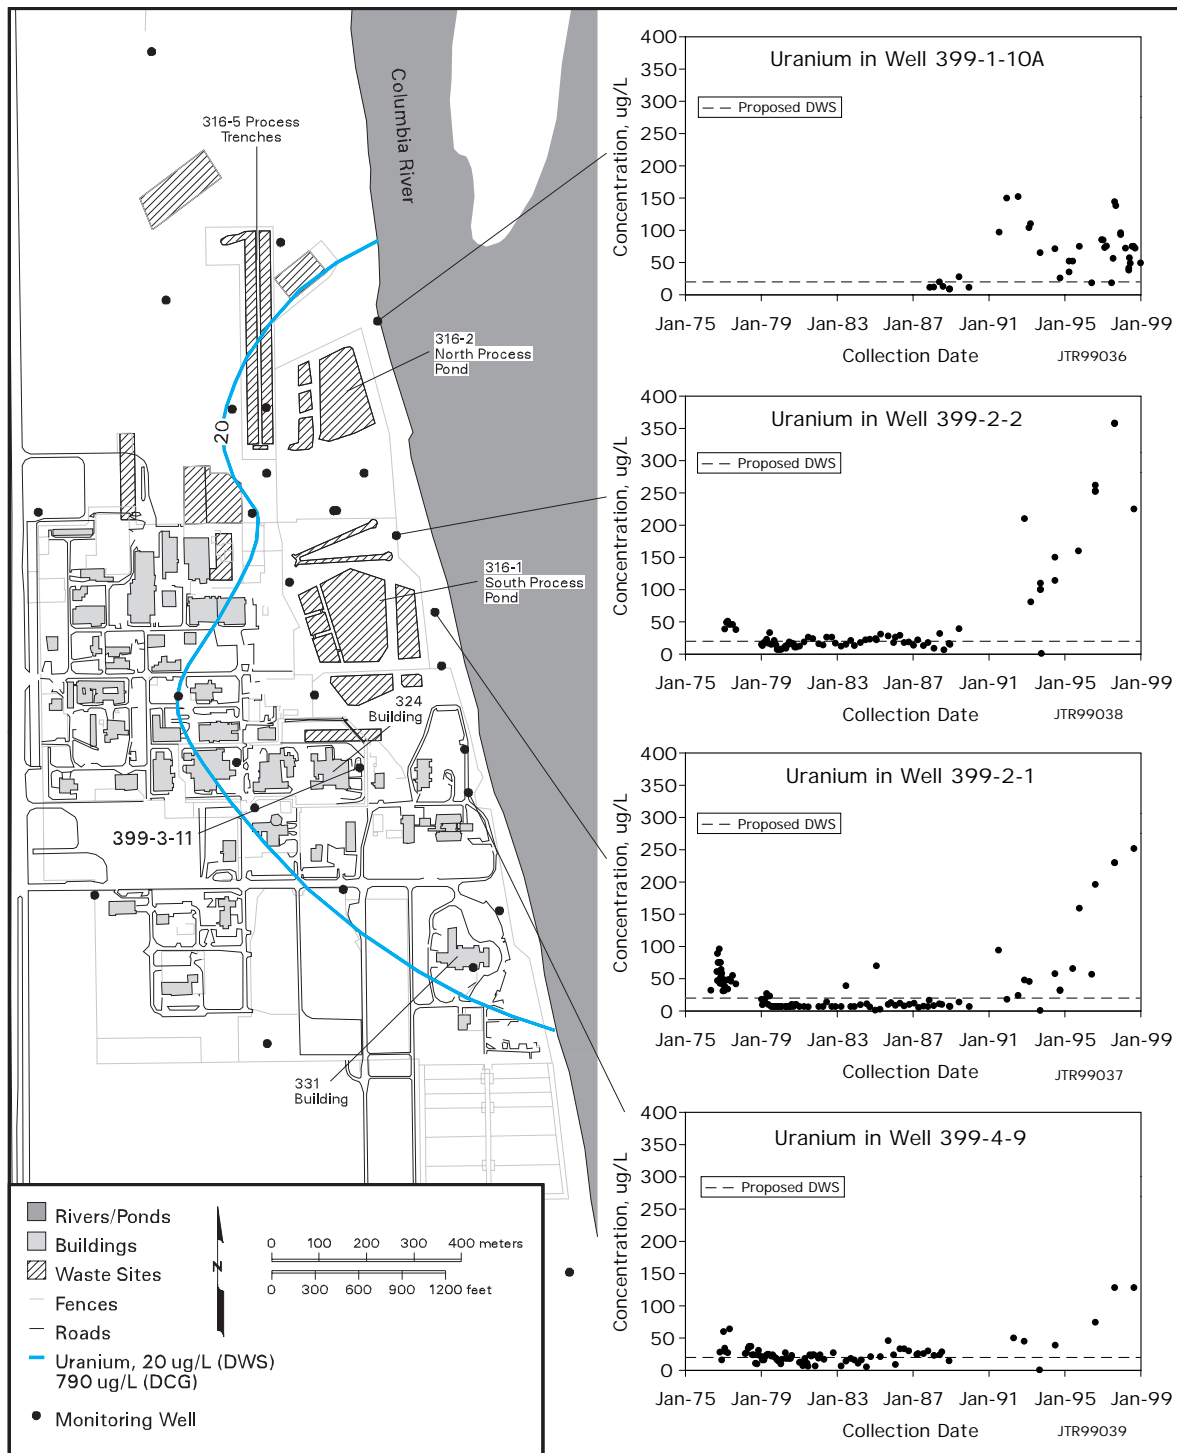 316-5 Process
Trenches
Columbia River
316-2
North Process
Pond
20
316-1
South Process
Pond
324
Building
399-3-11
331
Building
Rivers/Ponds
Buildings
Waste Sites
Fences
Roads
Uranium, 20 ug/L (DWS)
790 ug/L (DCG)
Monitoring Well
N
0 100 200 300 400 meters
0 300 600 900 1200 feet
Uranium in Well 399-1-10A
Proposed DWS
Concentration, ug/L
400
350
300
250
200
150
100
50
0
Jan-75 Jan-79 Jan-83 Jan-87 Jan-91 Jan-95 Jan-99
Collection Date
JTR99036
Uranium in Well 399-2-2
Proposed DWS
Concentration, ug/L
400
350
300
250
200
150
100
50
0
Jan-75 Jan-79 Jan-83 Jan-87 Jan-91 Jan-95 Jan-99
Collection Date
JTR99038
Uranium in Well 399-2-1
Proposed DWS
Concentration, ug/L
400
350
300
250
200
150
100
50
0
Jan-75 Jan-79 Jan-83 Jan-87 Jan-91 Jan-95 Jan-99
Collection Date
JTR99037
Uranium in Well 399-4-9
Proposed DWS
Concentration, ug/L
400
350
300
250
200
150
100
50
0
Jan-75 Jan-79 Jan-83 Jan-87 Jan-91 Jan-95 Jan-99
Collection Date
JTR99039